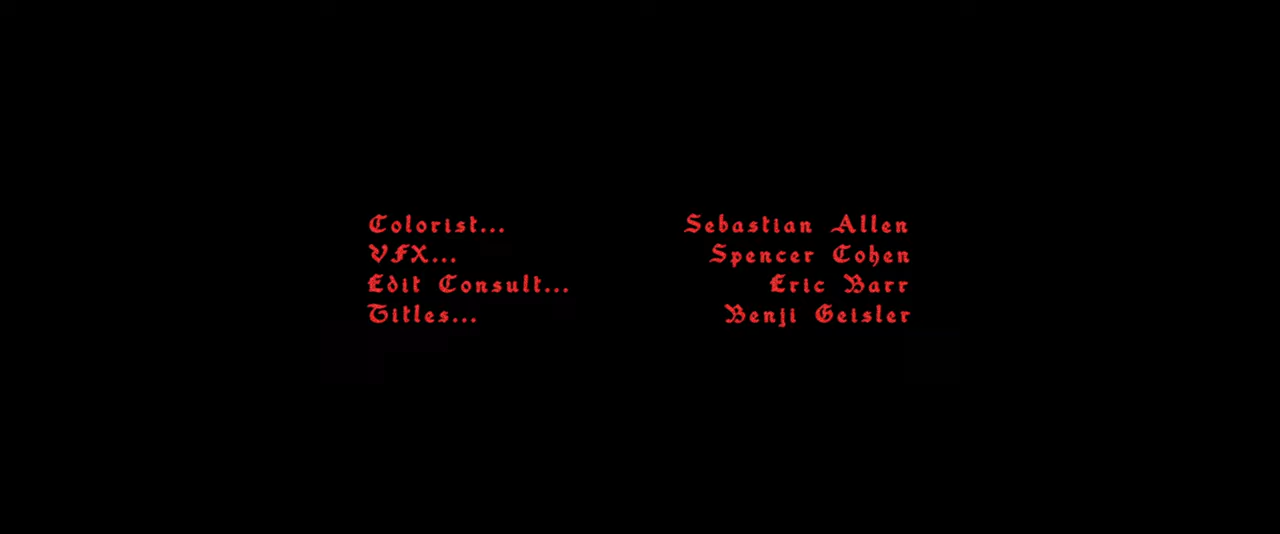 Colorist... Sebastian Allen
VFX... Spencer Cohen
Edit Consult... Eric Barr
Titles... Benji Geisler